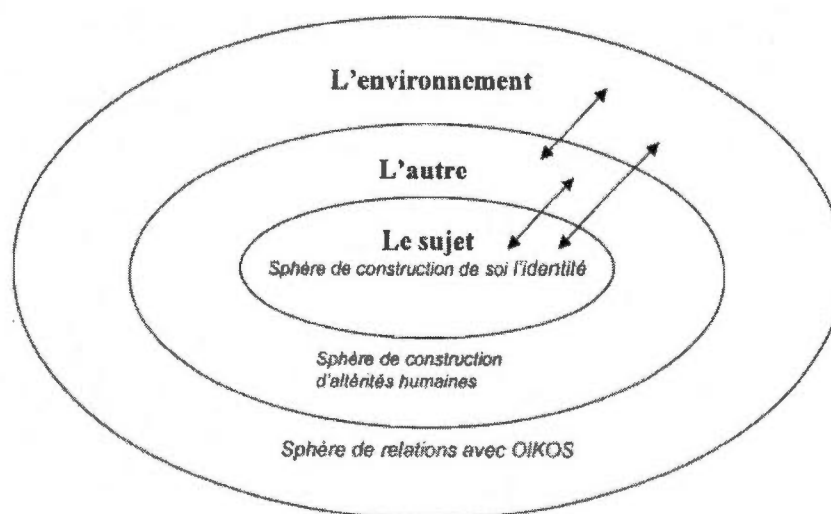 L'environnement
L'autre
Le sujet
Sphère de construction de soi l'identité
Sphère de construction
d'altérités humaines
Sphère de relations avec OIKOS